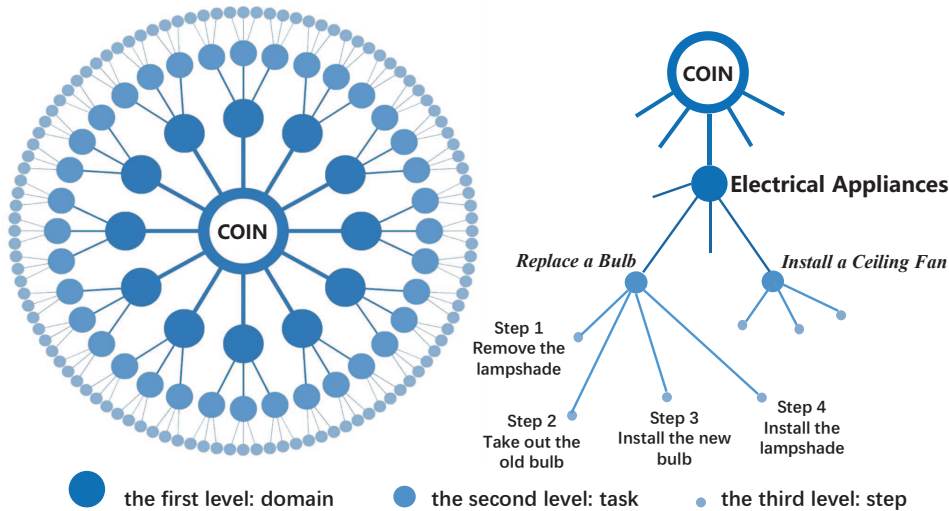 COIN
COIN
Electrical Appliances
Replace a Bulb
Install a Ceiling Fan
Step 1
Remove the
lampshade
Step 2
Take out the
old bulb
Step 3
Install the new
bulb
Step 4
Install the
lampshade
the first level: domain
the second level: task
the third level: step